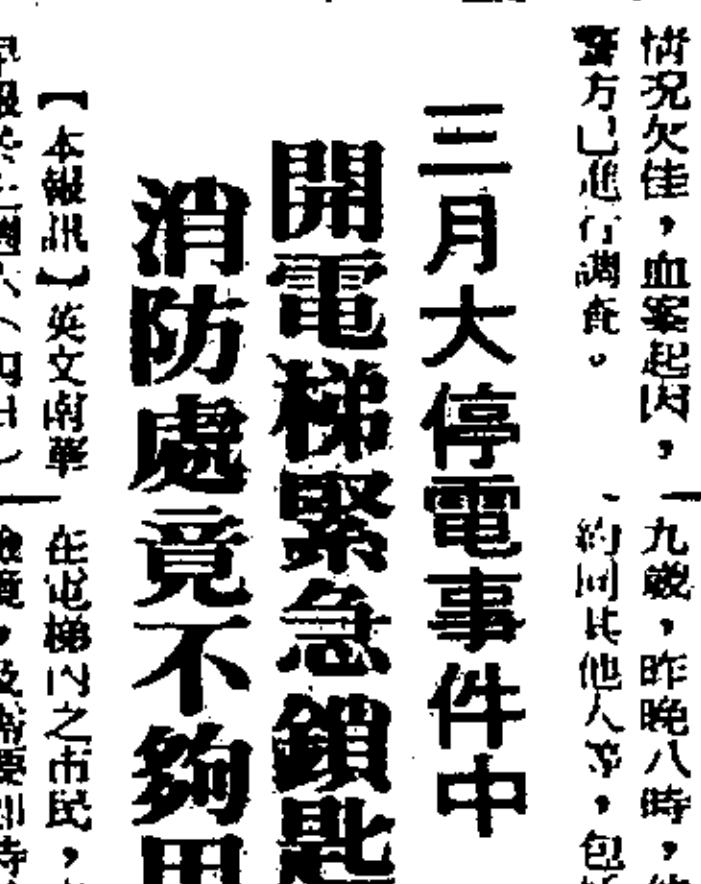 情況欠佳，血案起因，
警方已進行調查。
九歲，昨晚八時，
約同其他人等，包
三月大停電事件中
開電梯緊急鎖匙
消防處竟不夠用
【本報訊】英文南華
在電梯內之市民，
早報